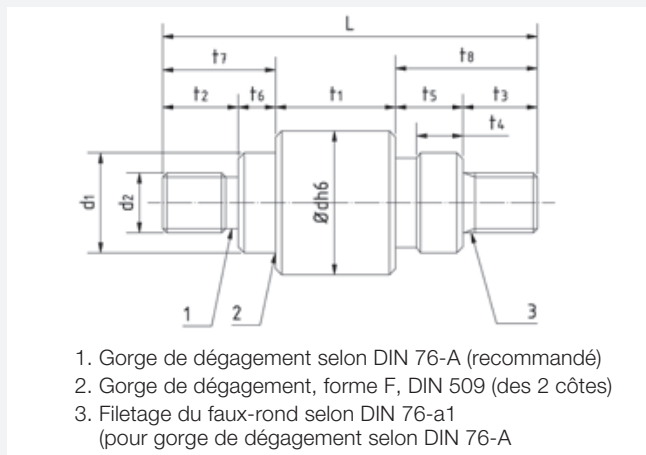 L
t7
t8
t2
t6
t1
t5
t3
t4
d1
d2
Ødh6
1
2
3
1. Gorge de dégagement selon DIN 76-A (recommandé)
2. Gorge de dégagement, forme F, DIN 509 (des 2 côtes)
3. Filetage du faux-rond selon DIN 76-a1
(pour gorge de dégagement selon DIN 76-A